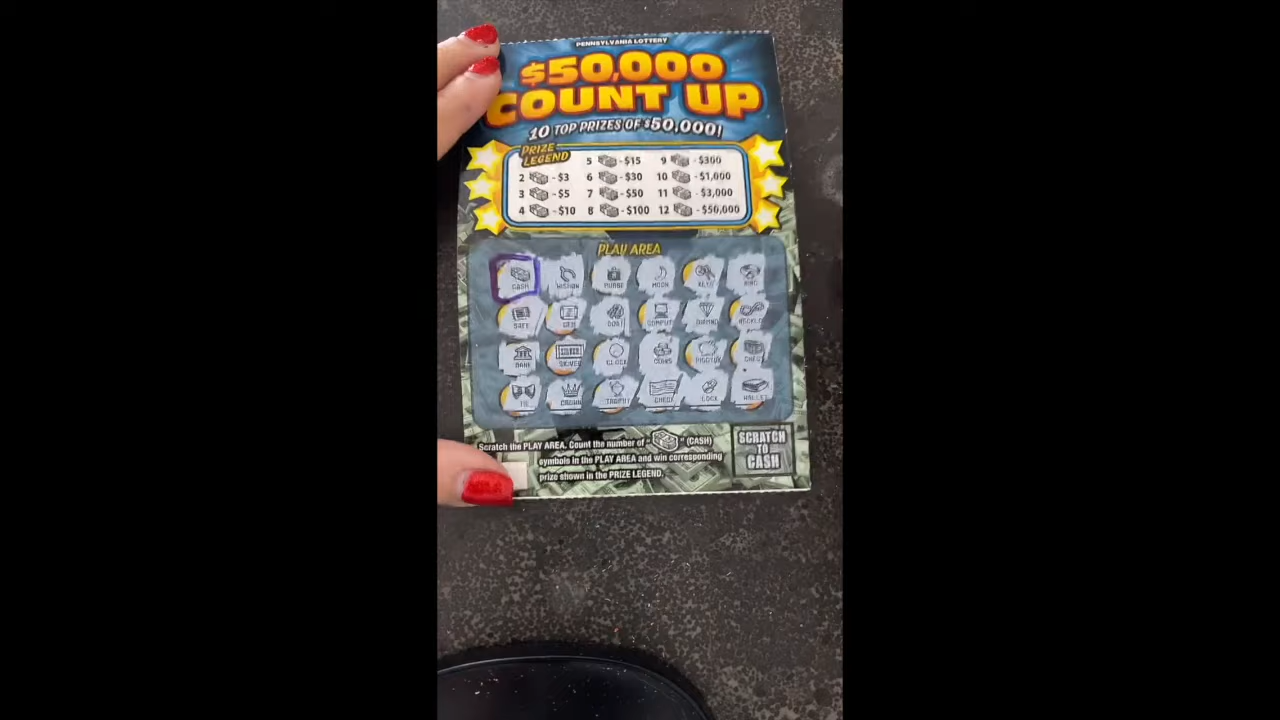 PENNSYLVANIA LOTTERY
$50,000
COUNT UP
10 TOP PRIZES OF $50,000!
PRIZE LEGEND
2 - $3
3 - $5
4 - $10
5 - $15
6 - $30
7 - $50
8 - $100
9 - $300
10 - $1,000
11 - $3,000
12 - $50,000
PLAY AREA
CASH MOON KEYS RING
SAFE
BANK SILVER CLOCK COINS
TIE CROWN TROPHY CHECK LOCK WALLET
Scratch the PLAY AREA. Count the number of " " (CASH)
symbols in the PLAY AREA and win corresponding
prize shown in the PRIZE LEGEND.
SCRATCH
TO
CASH